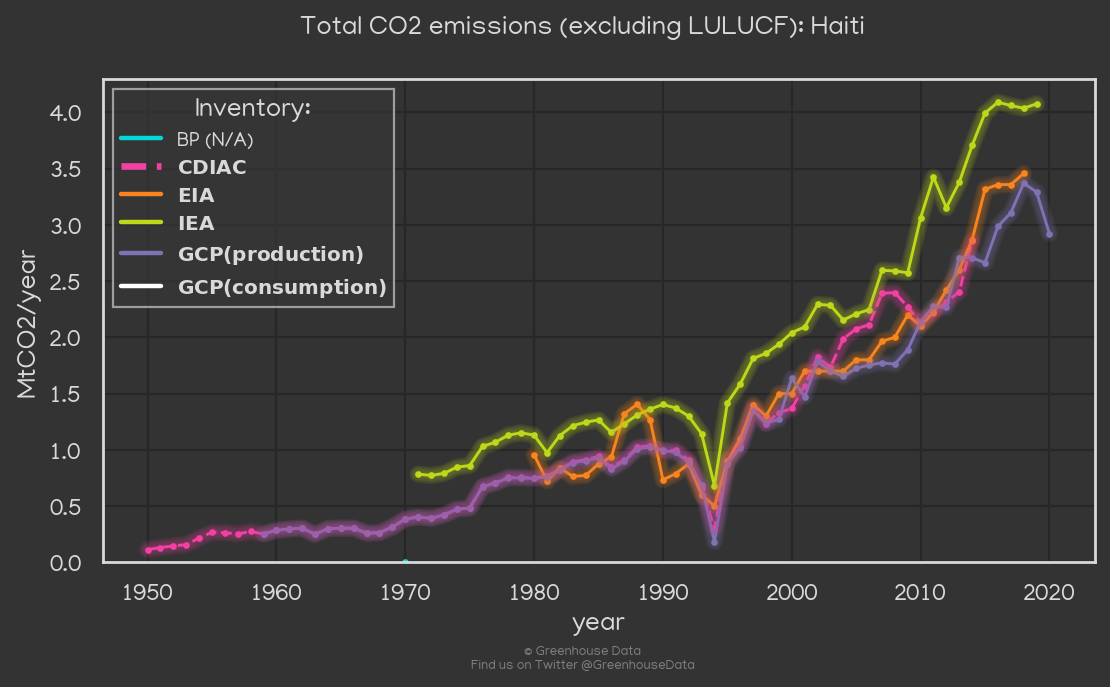 Total CO2 emissions (excluding LULUCF): Haiti
Inventory:
BP (N/A)
CDIAC
EIA
IEA
GCP(production)
GCP(consumption)
MtCO2/year
4.0
3.5
3.0
2.5
2.0
1.5
1.0
0.5
0.0
1950 1960 1970 1980 1990 2000 2010 2020
year
© Greenhouse Data
Find us on Twitter @GreenhouseData